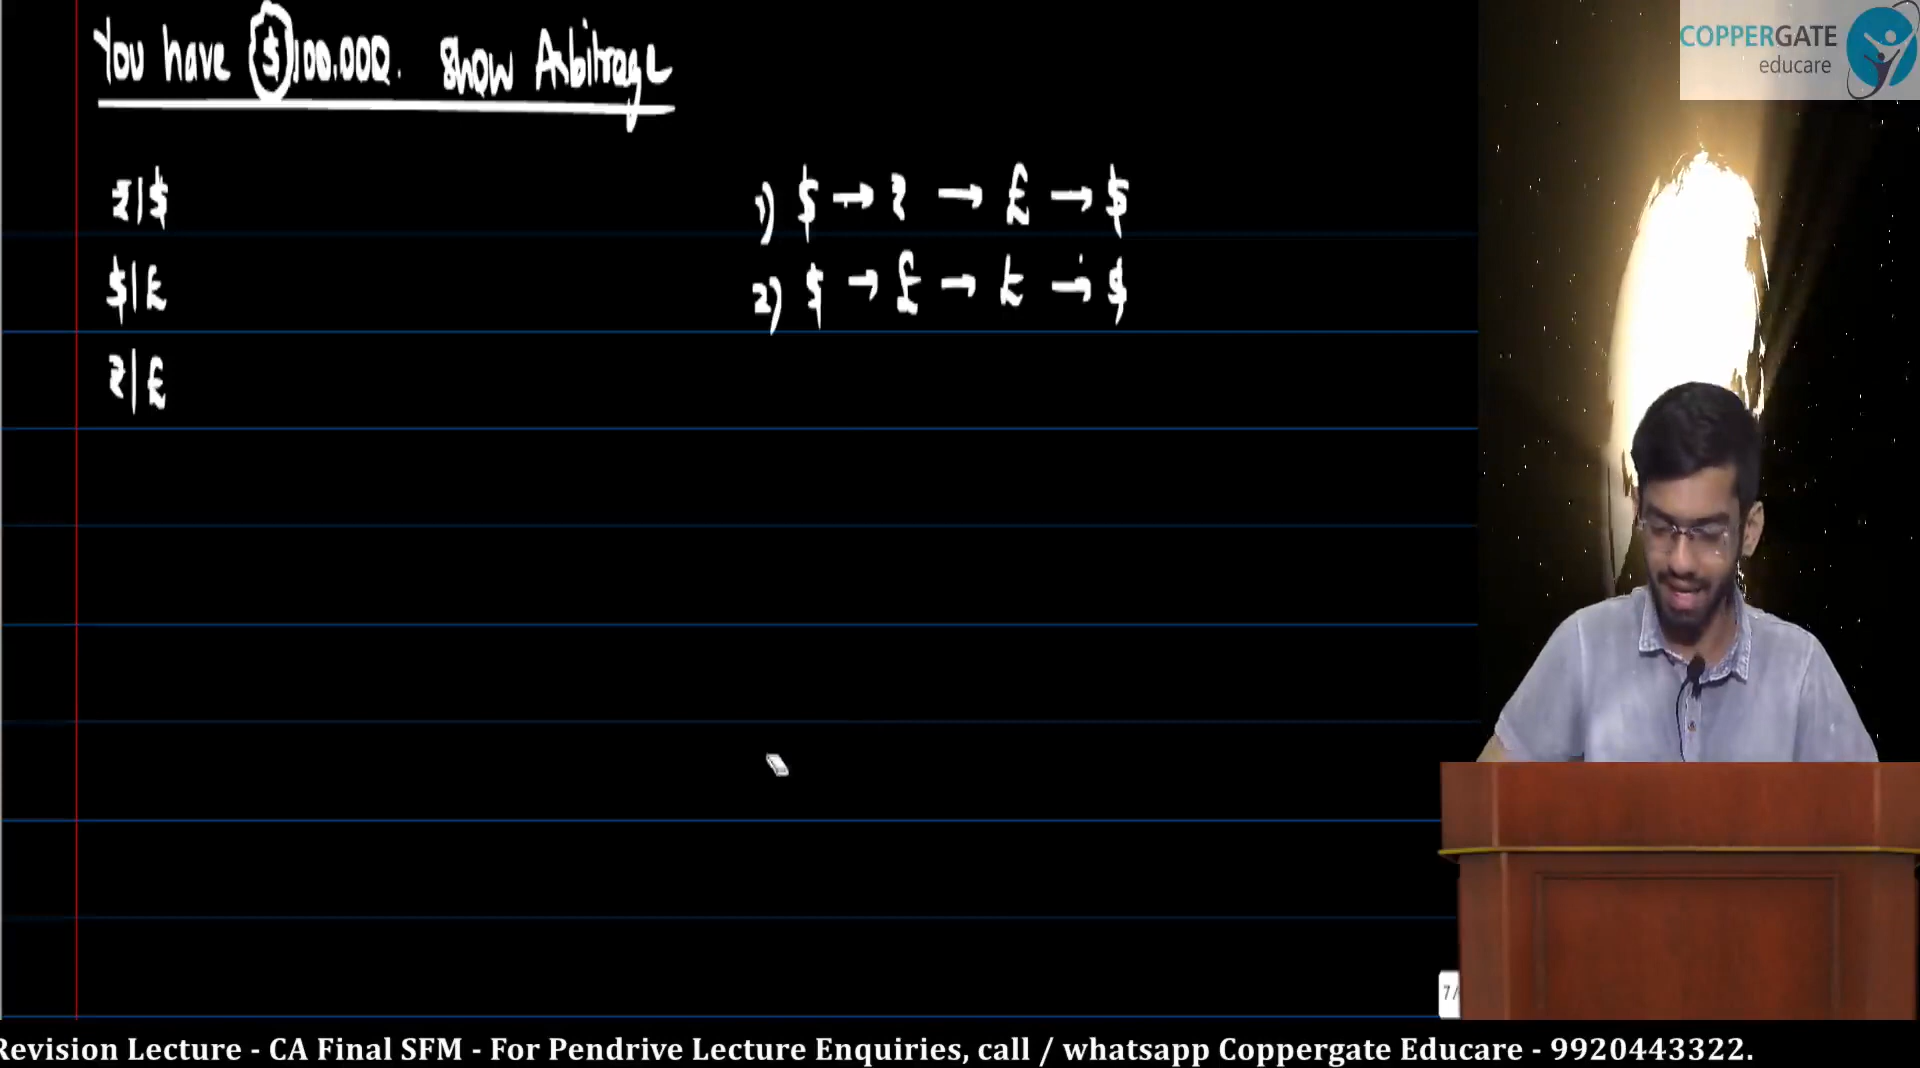 You have $100,000. Show Arbitrage
COPPERGATE
educare
₹|$
1) $ → ₹ → £ → $
$|£
2) $ → £ → ₹ → $
₹|£
7/
Revision Lecture - CA Final SFM - For Pendrive Lecture Enquiries, call / whatsapp Coppergate Educare - 9920443322.